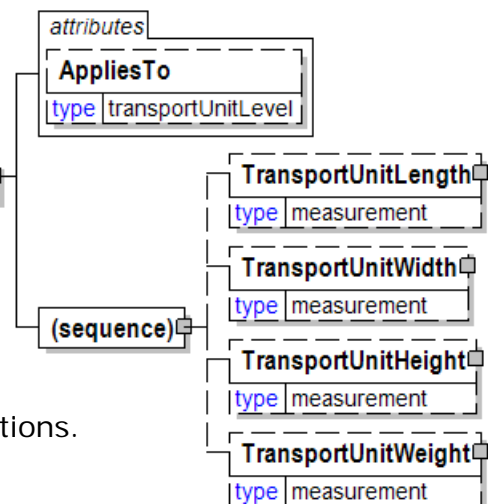 attributes
AppliesTo
type transportUnitLevel
TransportUnitLength
type measurement
TransportUnitWidth
type measurement
(sequence)
TransportUnitHeight
type measurement
tions.
TransportUnitWeight
type measurement